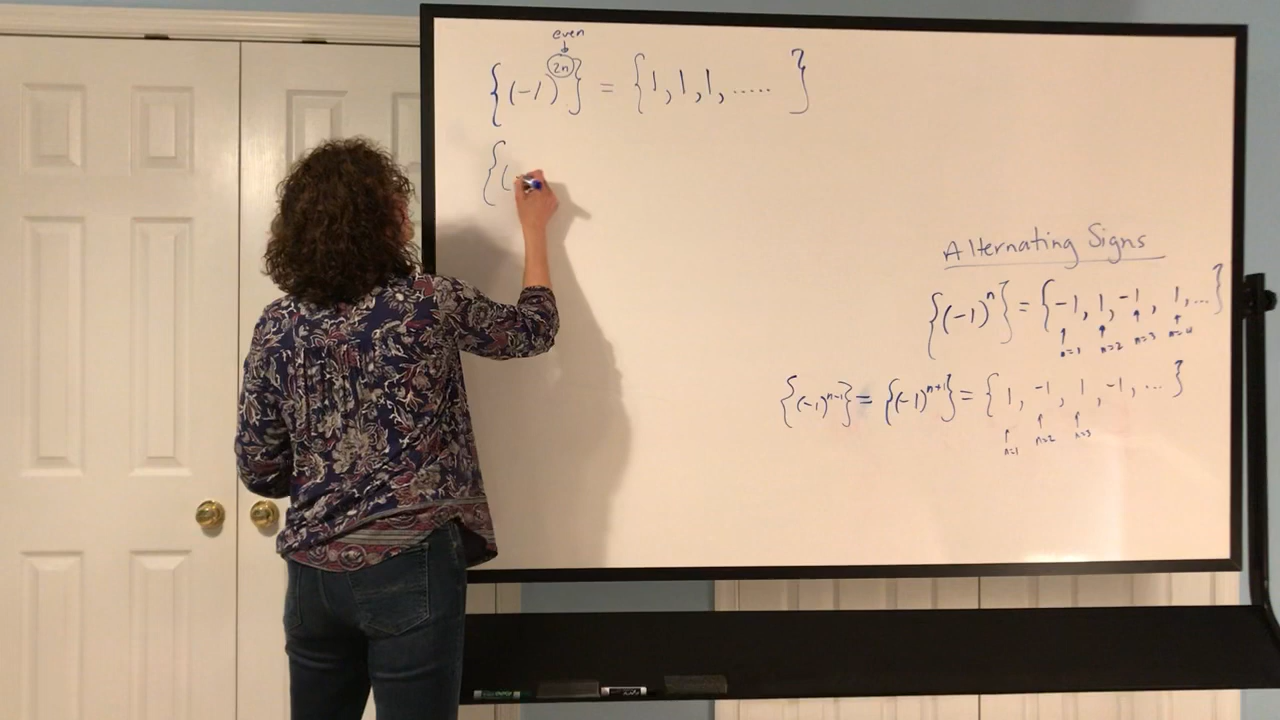 even
{(-1)^2n} = {1, 1, 1, ..... }
{(
Alternating Signs
{(-1)^n} = {-1, 1, -1, 1, ...}
n=1 n=2 n=3 n=4
{(-1)^n-1} = {(-1)^n+1} = {1, -1, 1, -1, ... }
n=1 n=2 n=3